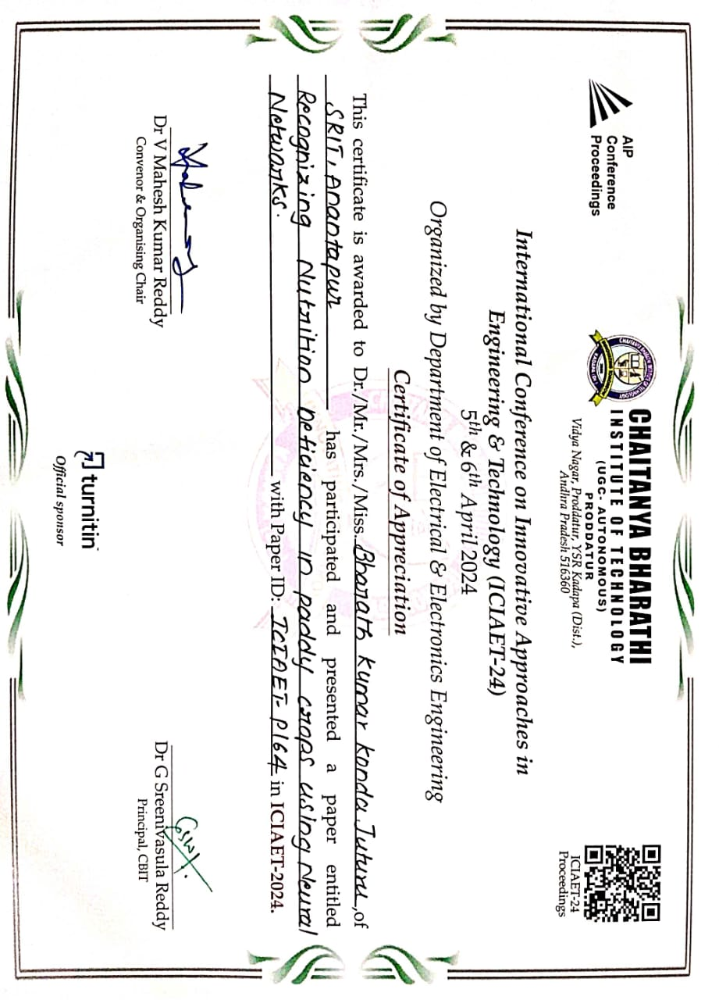 AIP
Conference
Proceedings
CHAITANYA BHARATHI
INSTITUTE OF TECHNOLOGY
(UGC- AUTONOMOUS)
PRODDATUR
Vidya Nagar, Proddatur, YSR Kadapa (Dist.),
Andhra Pradesh 516360
ICIAET-24
Proceedings
International Conference on Innovative Approaches in
Engineering & Technology (ICIAET-24)
5th & 6th April 2024
Organized by Department of Electrical & Electronics Engineering
Certificate of Appreciation
This certificate is awarded to Dr./Mr./Mrs./Miss. Bharath Kumar Konda Juturu, of
SRIT, Anantapur has participated and presented a paper entitled
Recognizing Nutrition Deficiency in paddy crops using Neural
Networks. with Paper ID: ICIAET-P164 in ICIAET-2024.
Dr V Mahesh Kumar Reddy
Convenor & Organising Chair
turnitin
Official sponsor
Dr G Sreenivasula Reddy
Principal, CBIT